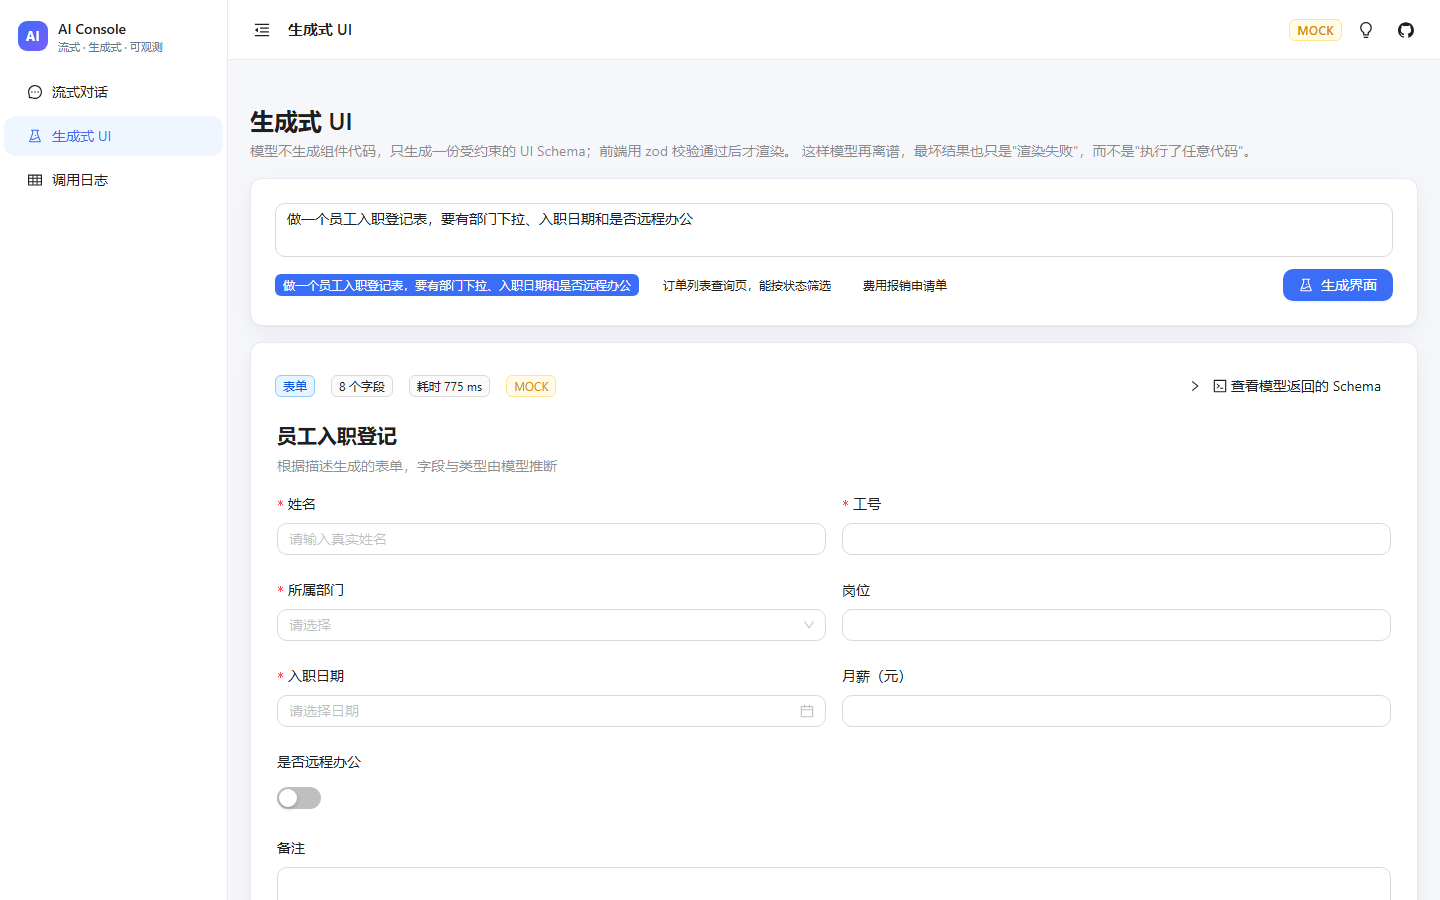 AI
AI Console
流式 · 生成式 · 可观测
流式对话
生成式 UI
调用日志
生成式 UI
MOCK
生成式 UI
模型不生成组件代码，只生成一份受约束的 UI Schema；前端用 zod 校验通过后才渲染。 这样模型再离谱，最坏结果也只是"渲染失败"，而不是"执行了任意代码"。
做一个员工入职登记表，要有部门下拉、入职日期和是否远程办公
做一个员工入职登记表，要有部门下拉、入职日期和是否远程办公
订单列表查询页，能按状态筛选
费用报销申请单
生成界面
表单
8 个字段
耗时 775 ms
MOCK
查看模型返回的 Schema
员工入职登记
根据描述生成的表单，字段与类型由模型推断
* 姓名
* 工号
请输入真实姓名
* 所属部门
岗位
请选择
* 入职日期
月薪（元）
请选择日期
是否远程办公
备注